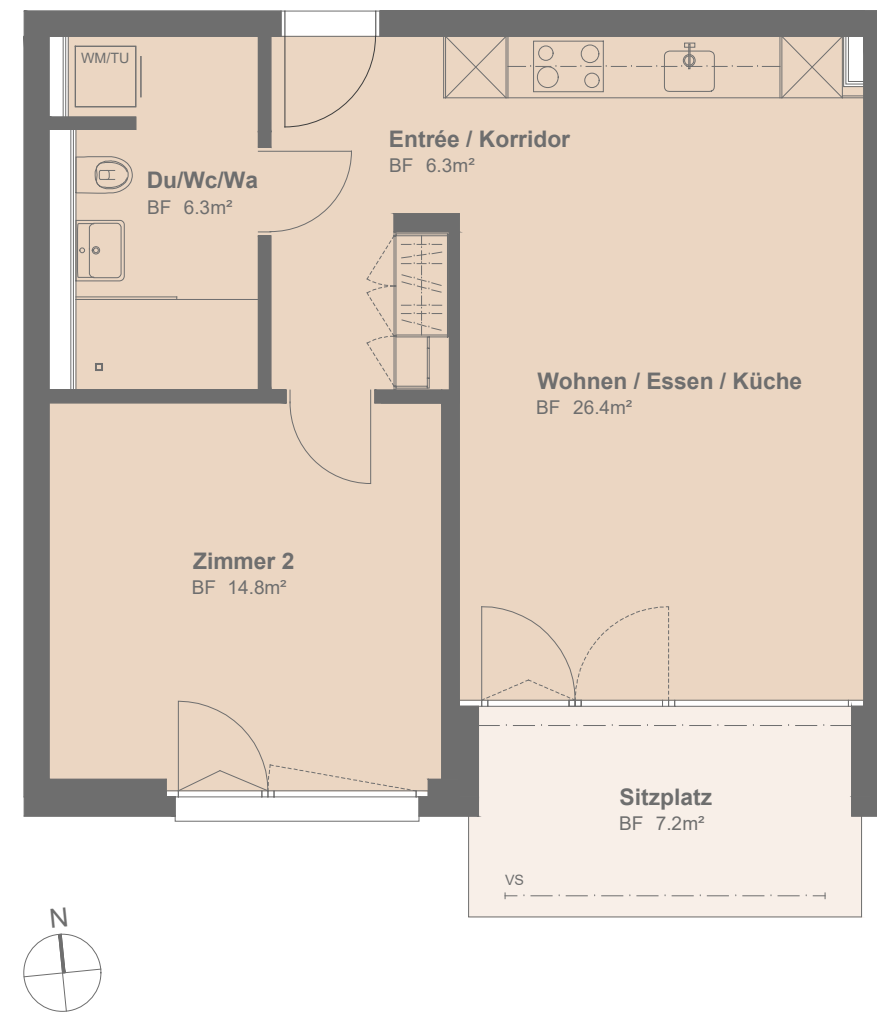 WM/TU
Entrée / Korridor
BF 6.3m²
Du/Wc/Wa
BF 6.3m²
Wohnen / Essen / Küche
BF 26.4m²
Zimmer 2
BF 14.8m²
Sitzplatz
BF 7.2m²
VS
N